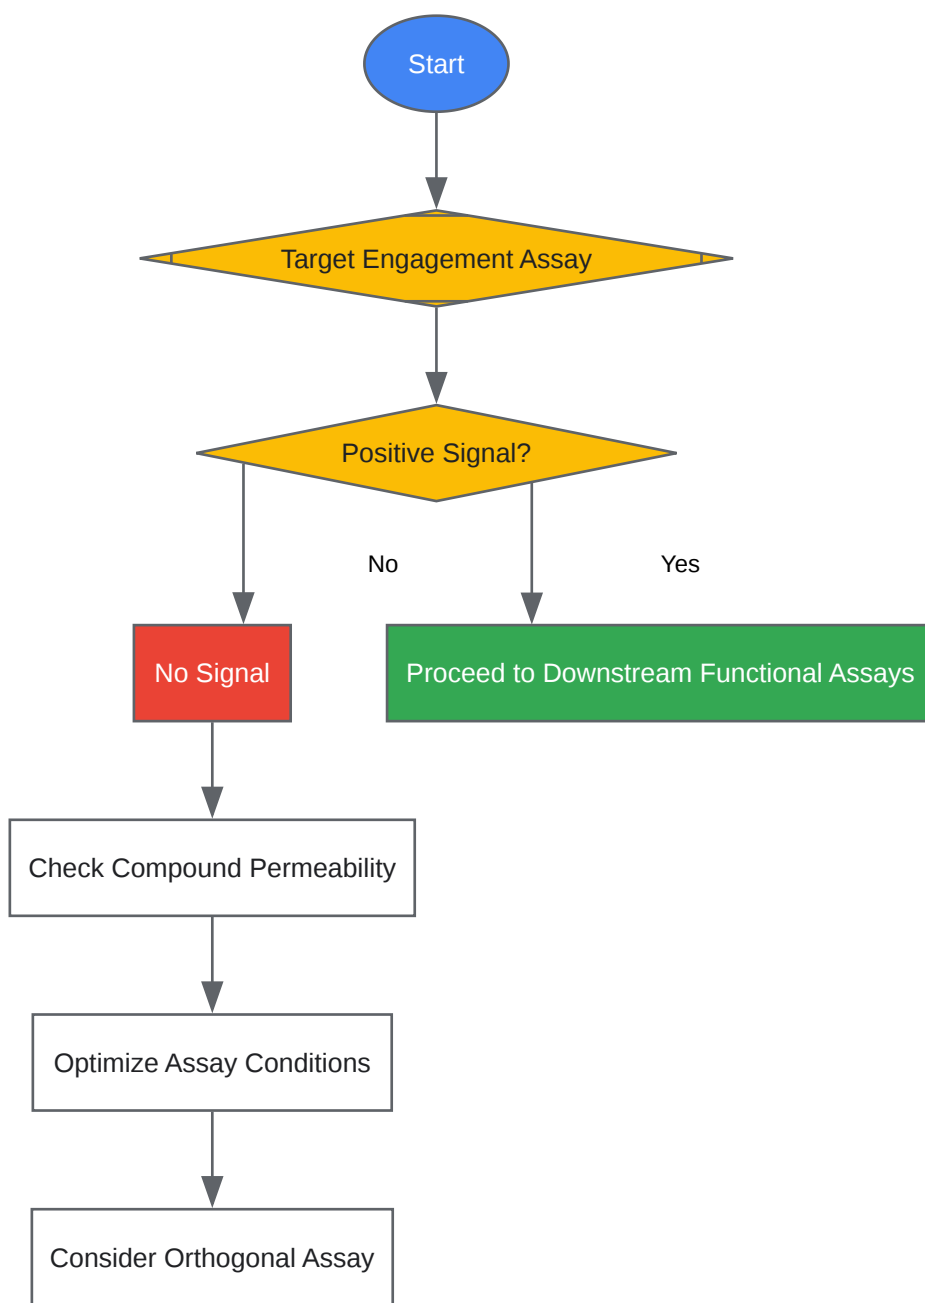 Start
Target Engagement Assay
Positive Signal?
No
Yes
No Signal
Proceed to Downstream Functional Assays
Check Compound Permeability
Optimize Assay Conditions
Consider Orthogonal Assay